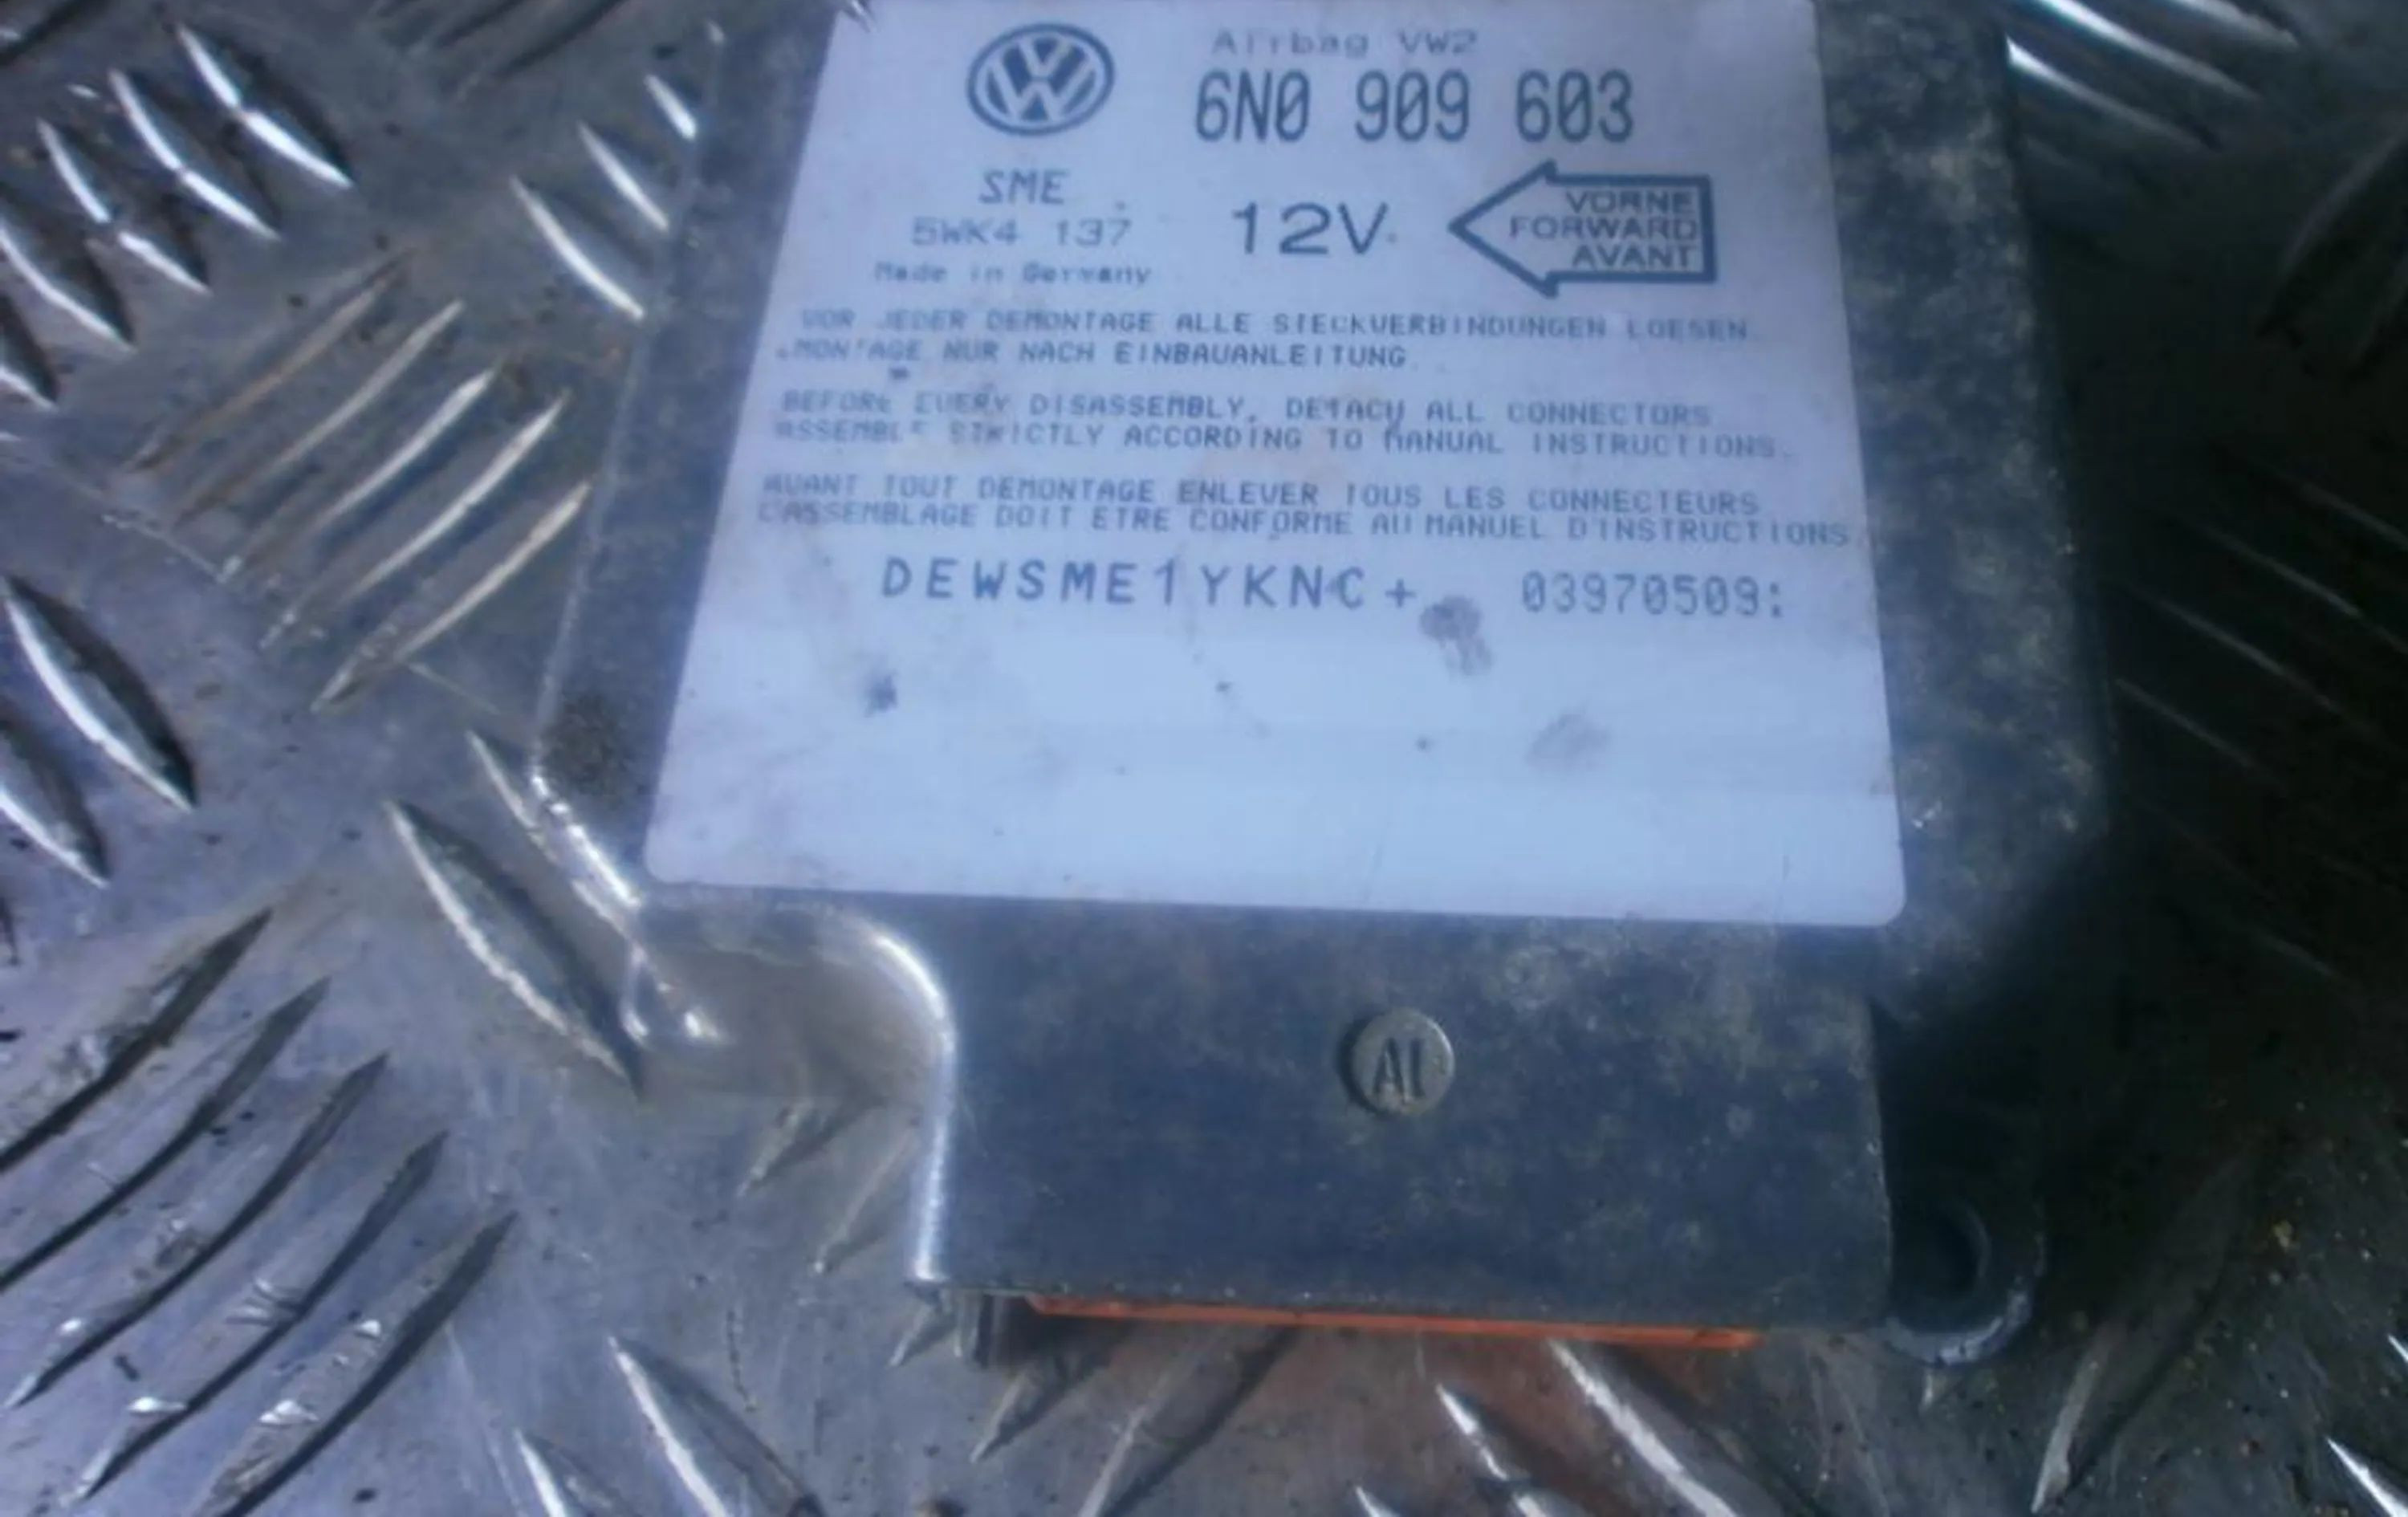 Airbag VW2
6N0 909 603
SME
5WK4 137
Made in Germany
12V
VORNE
FORWARD
AVANT
VOR JEDER DEMONTAGE ALLE STECKVERBINDUNGEN LOESEN
MONTAGE NUR NACH EINBAUANLEITUNG
BEFORE EVERY DISASSEMBLY, DETACH ALL CONNECTORS
ASSEMBLE STRICTLY ACCORDING TO MANUAL INSTRUCTIONS.
AVANT TOUT DEMONTAGE ENLEVER TOUS LES CONNECTEURS
L'ASSEMBLAGE DOIT ETRE CONFORME AU MANUEL D'INSTRUCTIONS
DEWSME1YKNC+ 03970509:
AI